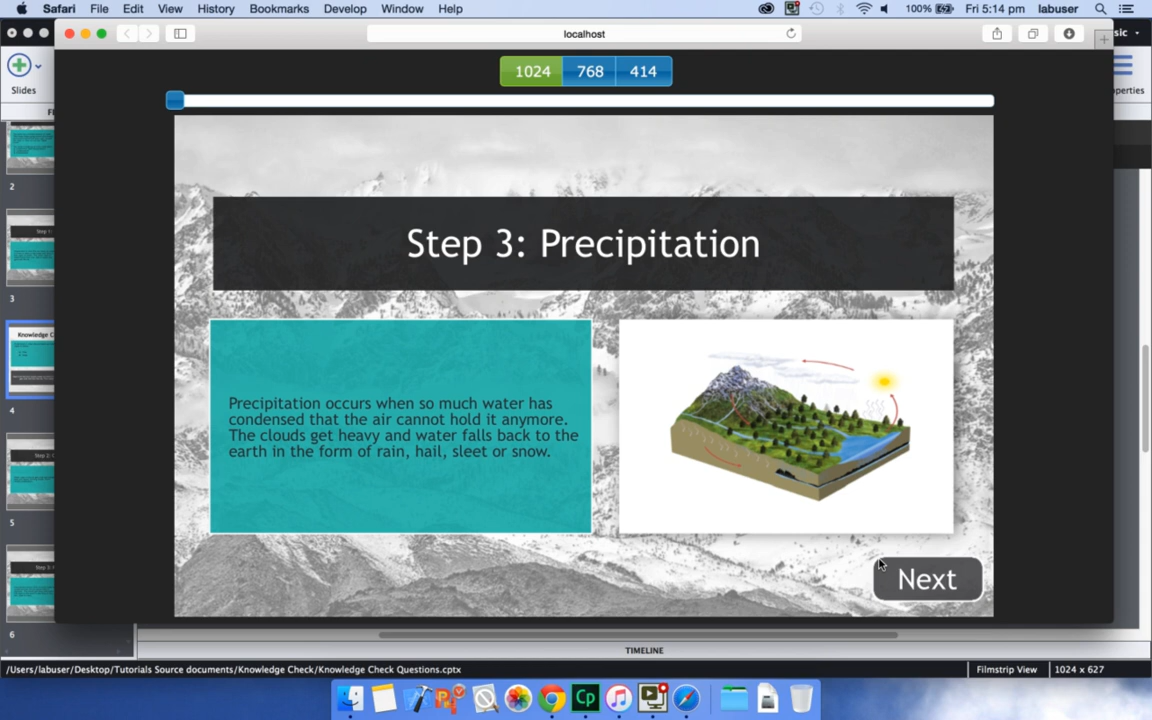 Safari File Edit View History Bookmarks Develop Window Help 100% Fri 5:14 pm labuser
localhost
sic
Slides
operties
1024 768 414
Step 3: Precipitation
Precipitation occurs when so much water has
condensed that the air cannot hold it anymore.
The clouds get heavy and water falls back to the
earth in the form of rain, hail, sleet or snow.
Next
2
3
Knowledge C
4
5
6
TIMELINE
/Users/labuser/Desktop/Tutorials Source documents/Knowledge Check/Knowledge Check Questions.cptx
Filmstrip View 1024 x 627
Cp